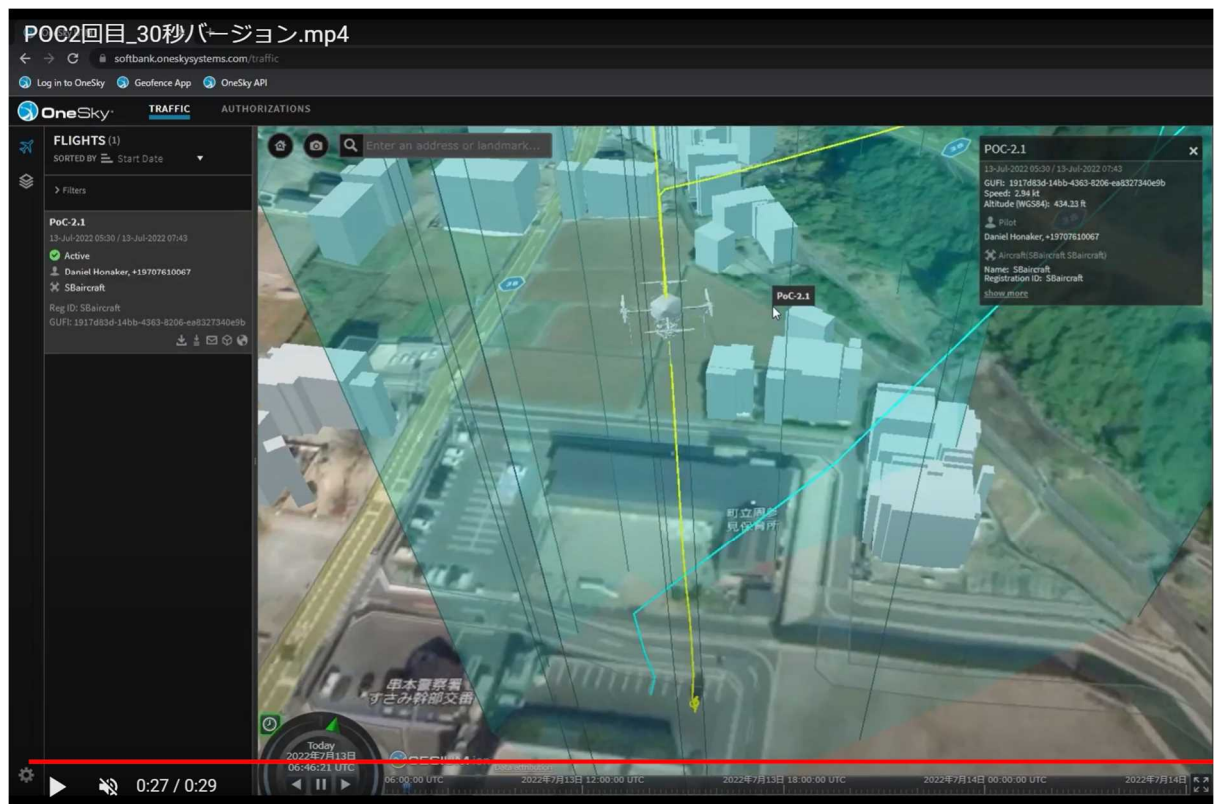 POC2回目_30秒バージョン.mp4
softbank.oneskysystems.com/traffic
Log in to OneSky Geofence App OneSky API
OneSky TRAFFIC AUTHORIZATIONS
FLIGHTS (1)
SORTED BY Start Date
Filters
PoC-2.1
13-Jul-2022 05:30 / 13-Jul-2022 07:43
Active
Daniel Honaker, +19707610067
SBaircraft
Reg ID: SBaircraft
GUFI: 1917d83d-14bb-4363-8206-ea8327340e9b
Enter an address or landmark...
POC-2.1
13-Jul-2022 05:30 / 13-Jul-2022 07:43
GUFI: 1917d83d-14bb-4363-8206-ea8327340e9b
Speed: 2.94 kt
Altitude (WGS84): 434.23 ft
Pilot
Daniel Honaker, +19707610067
Aircraft(SBaircraft SBaircraft)
Name: SBaircraft
Registration ID: SBaircraft
show more
PoC-2.1
町立周参
見保育所
串本警察署
すさみ幹部交番
Today
2022年7月13日
06:46:21 UTC
Data attribution
06:00:00 UTC 2022年7月13日 12:00:00 UTC 2022年7月13日 18:00:00 UTC 2022年7月14日 00:00:00 UTC 2022年7月14日
0:27 / 0:29